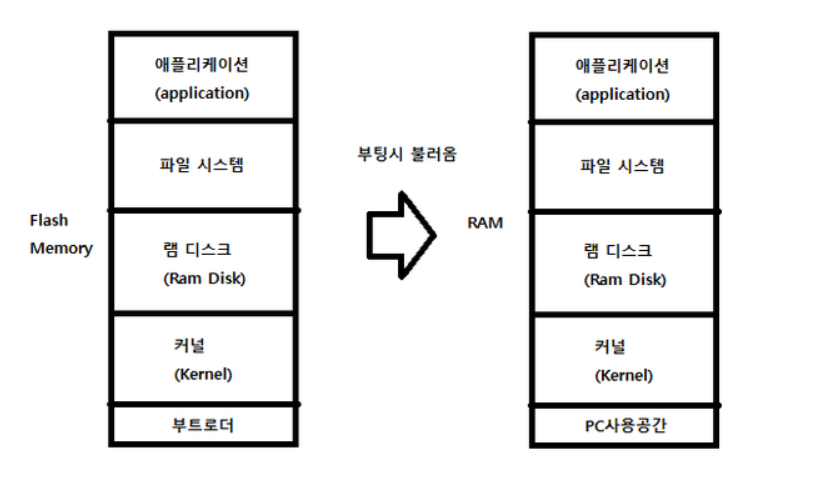 Flash
Memory
애플리케이션
(application)
파일 시스템
램 디스크
(Ram Disk)
커널
(Kernel)
부트로더
부팅시 불러옴
RAM
애플리케이션
(application)
파일 시스템
램 디스크
(Ram Disk)
커널
(Kernel)
PC사용공간